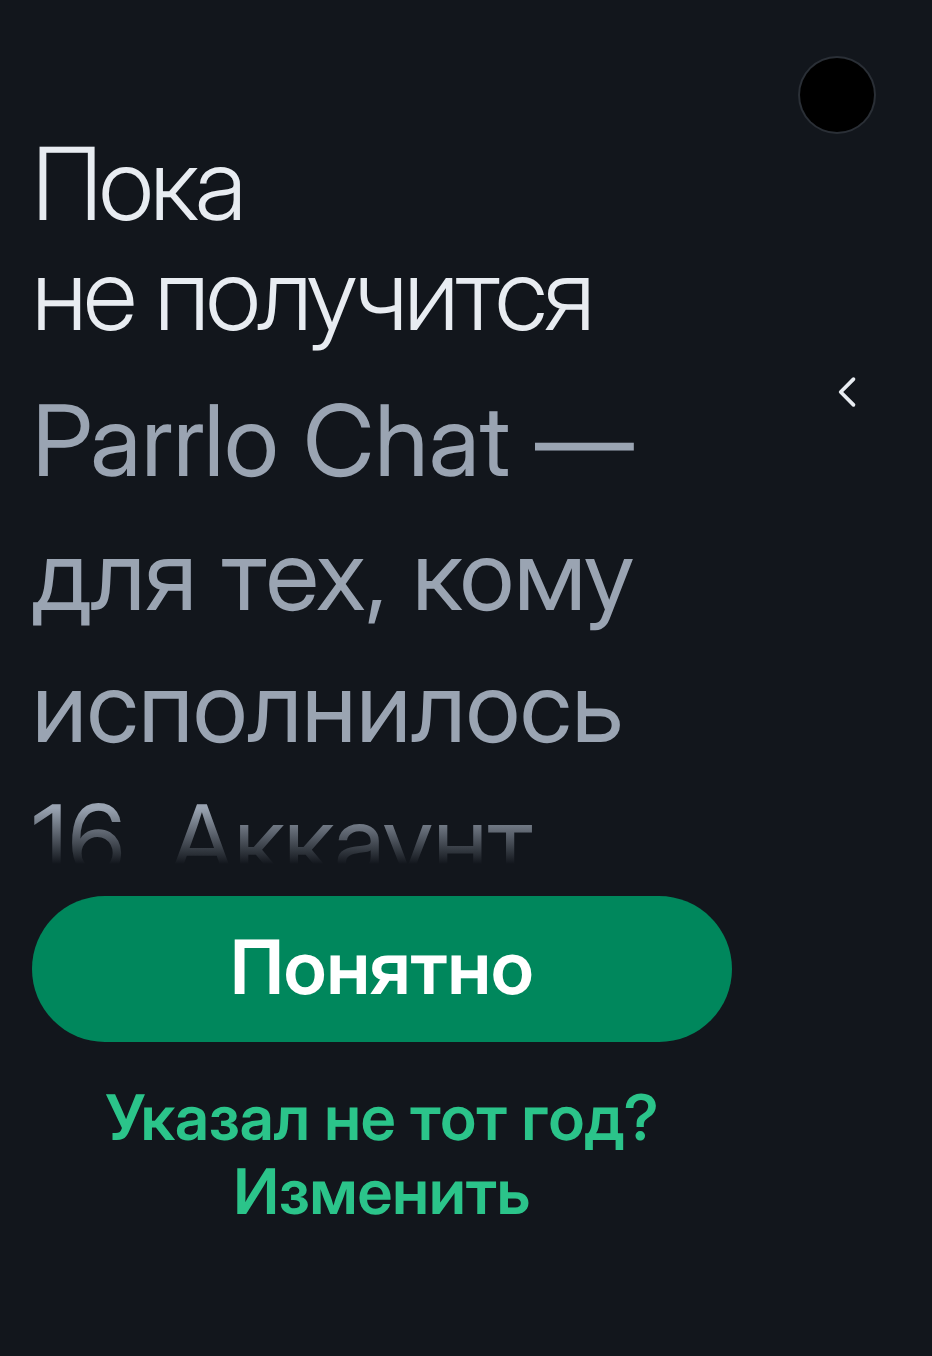 Пока
не получится
Parrlo Chat —
для тех, кому
исполнилось
16. Аккаунт
Понятно
Указал не тот год?
Изменить